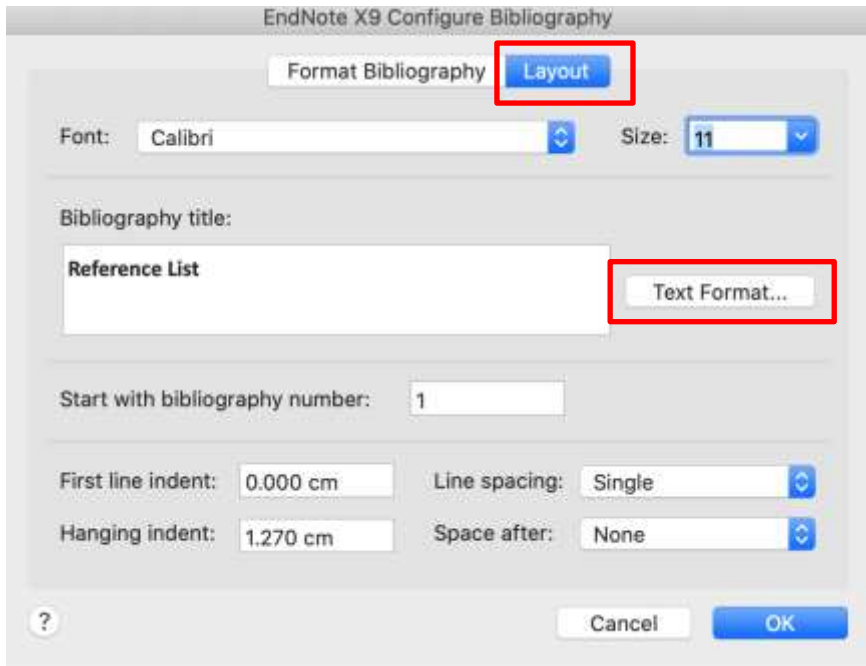 EndNote X9 Configure Bibliography
Format Bibliography Layout
Font: Calibri Size: 11
Bibliography title:
Reference List
Text Format...
Start with bibliography number: 1
First line indent: 0.000 cm Line spacing: Single
Hanging indent: 1.270 cm Space after: None
? Cancel OK